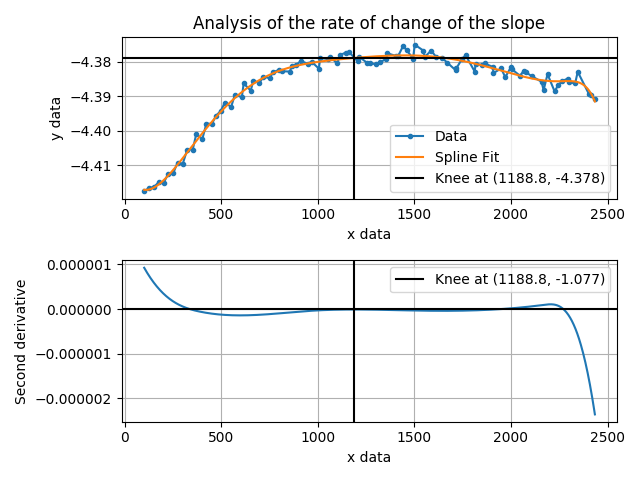 Analysis of the rate of change of the slope
−4.38
−4.39
−4.40
−4.41
y data
Data
Spline Fit
Knee at (1188.8, -4.378)
0 500 1000 1500 2000 2500
x data
0.000001
0.000000
−0.000001
−0.000002
Second derivative
Knee at (1188.8, -1.077)
0 500 1000 1500 2000 2500
x data